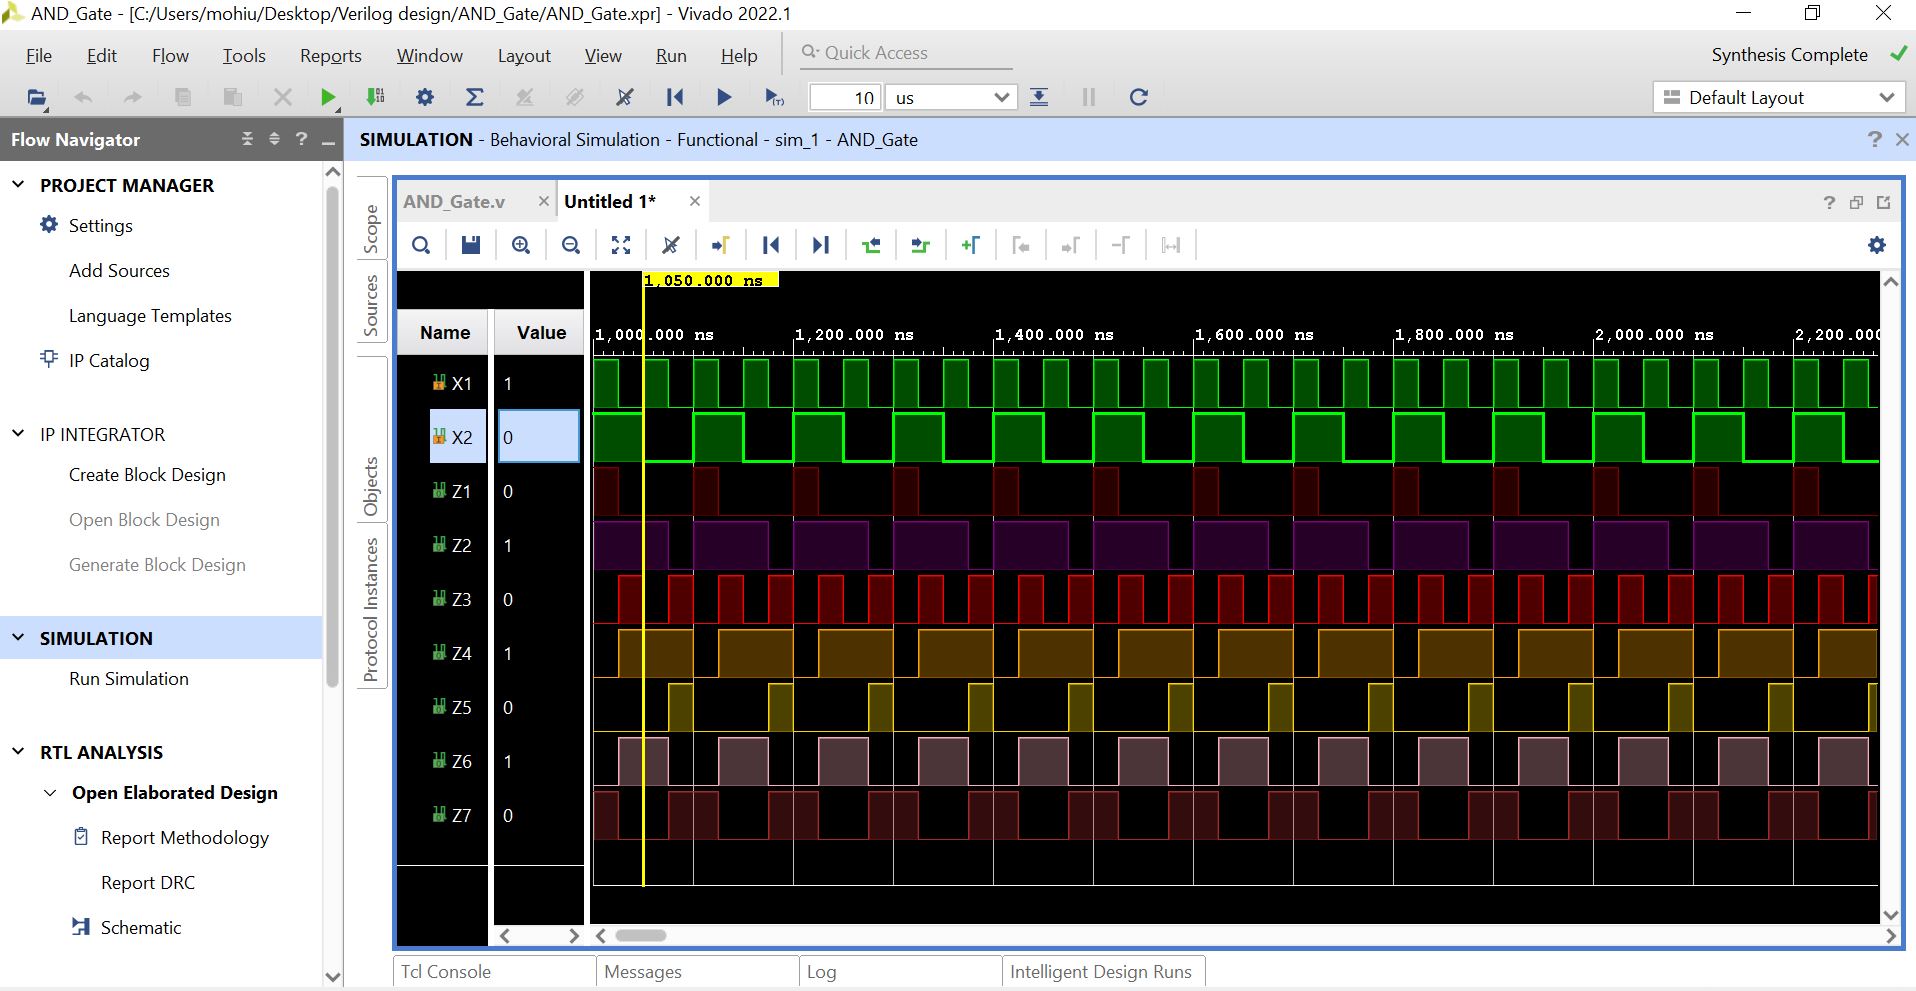 AND_Gate - [C:/Users/mohiu/Desktop/Verilog design/AND_Gate/AND_Gate.xpr] - Vivado 2022.1
File Edit Flow Tools Reports Window Layout View Run Help Quick Access Synthesis Complete
10 us Default Layout
Flow Navigator
SIMULATION - Behavioral Simulation - Functional - sim_1 - AND_Gate
PROJECT MANAGER
Settings
Add Sources
Language Templates
IP Catalog
IP INTEGRATOR
Create Block Design
Open Block Design
Generate Block Design
SIMULATION
Run Simulation
RTL ANALYSIS
Open Elaborated Design
Report Methodology
Report DRC
Schematic
Scope
Sources
Objects
Protocol Instances
AND_Gate.v Untitled 1*
1,050.000 ns
Name Value
1,000.000 ns 1,200.000 ns 1,400.000 ns 1,600.000 ns 1,800.000 ns 2,000.000 ns 2,200.000
X1 1
X2 0
Z1 0
Z2 1
Z3 0
Z4 1
Z5 0
Z6 1
Z7 0
Tcl Console Messages Log Intelligent Design Runs